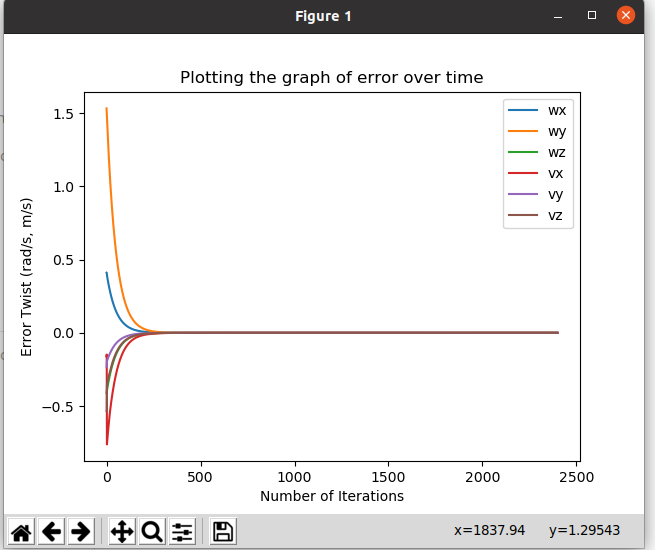 Figure 1
Plotting the graph of error over time
1.5
1.0
0.5
0.0
−0.5
Error Twist (rad/s, m/s)
wx
wy
wz
vx
vy
vz
0 500 1000 1500 2000 2500
Number of Iterations
x=1837.94 y=1.29543